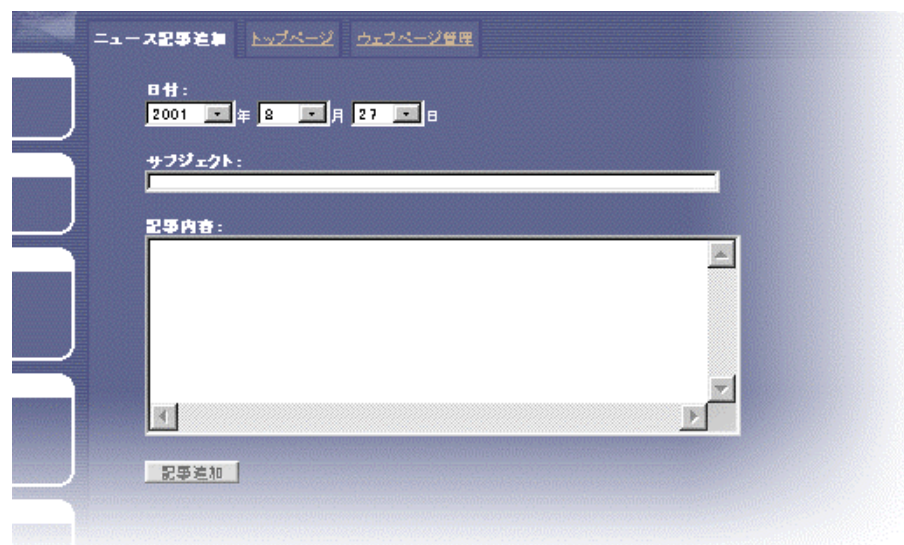 ニュース記事追加 トップページ ウェブページ管理
日付:
2001 年 8 月 27 日
サブジェクト:
記事内容:
記事追加